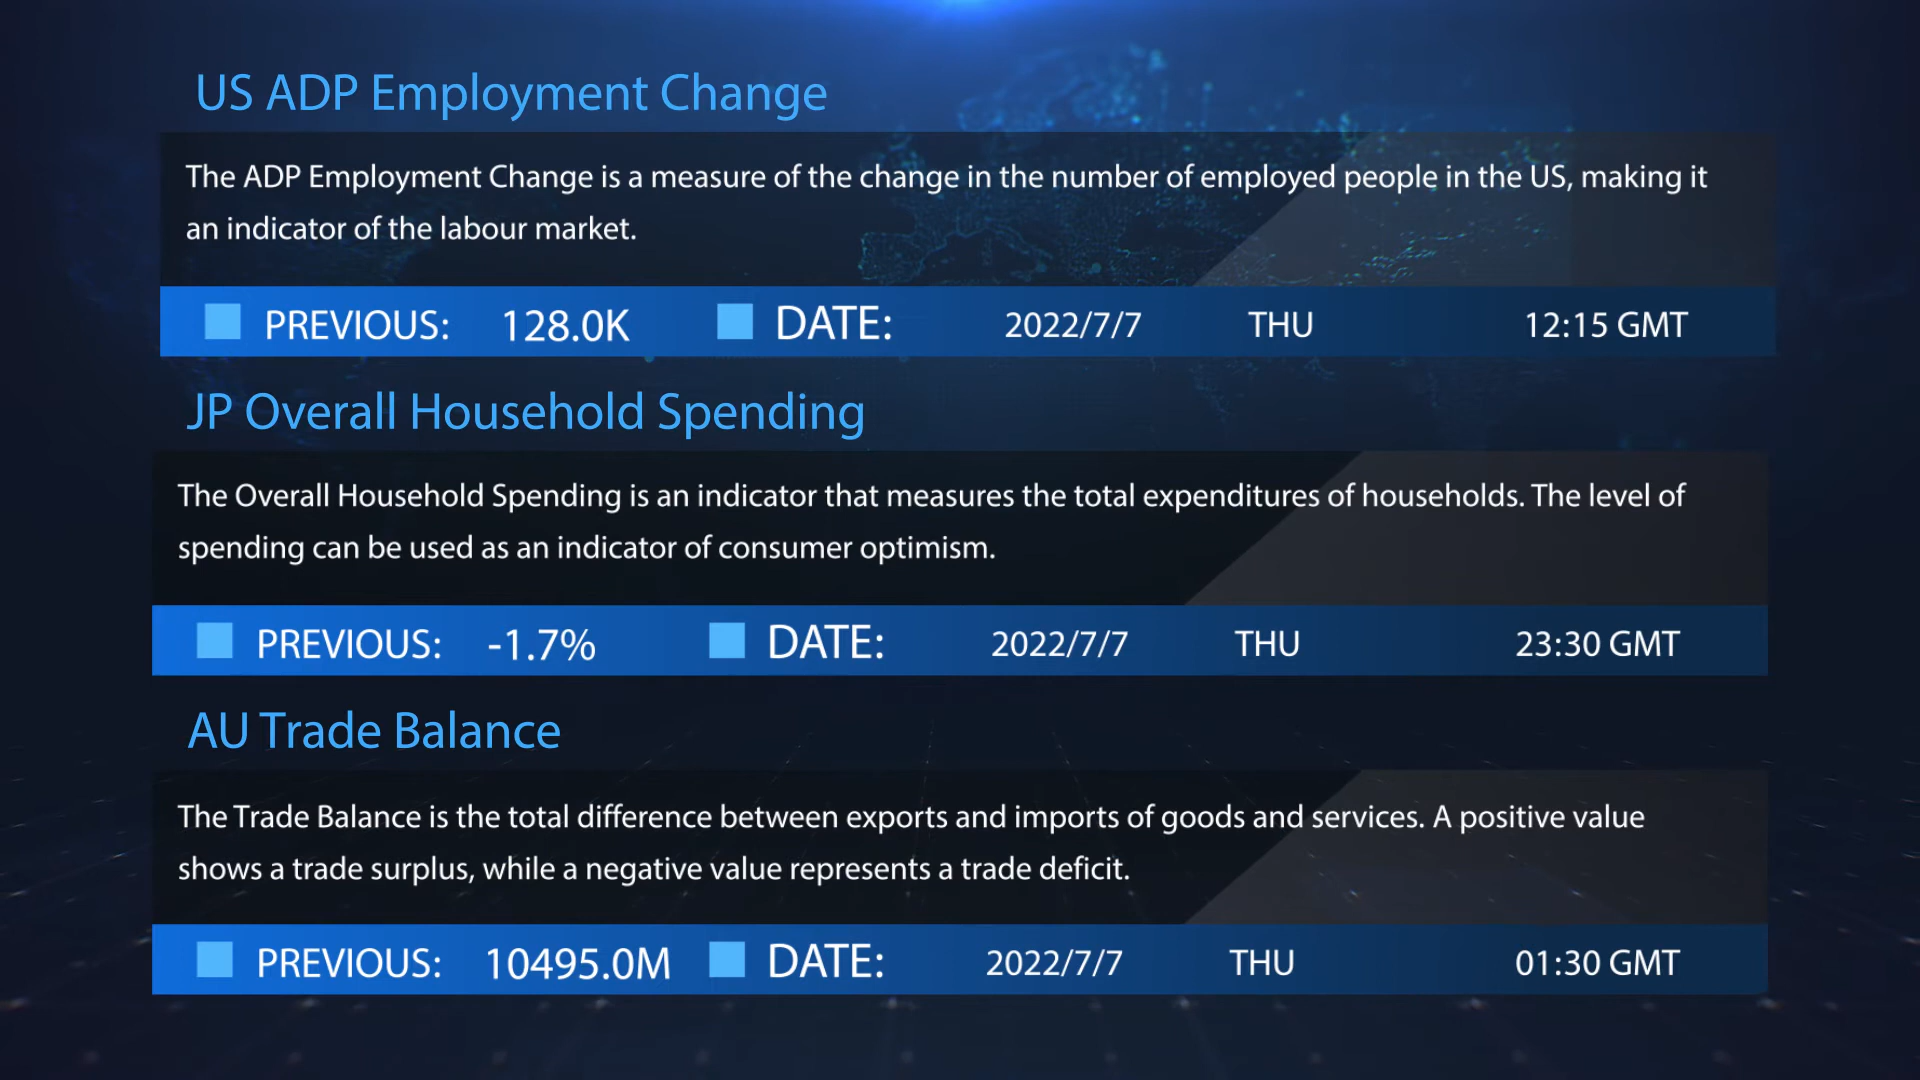 US ADP Employment Change
The ADP Employment Change is a measure of the change in the number of employed people in the US, making it
an indicator of the labour market.
PREVIOUS: 128.0K DATE: 2022/7/7 THU 12:15 GMT
JP Overall Household Spending
The Overall Household Spending is an indicator that measures the total expenditures of households. The level of
spending can be used as an indicator of consumer optimism.
PREVIOUS: -1.7% DATE: 2022/7/7 THU 23:30 GMT
AU Trade Balance
The Trade Balance is the total difference between exports and imports of goods and services. A positive value
shows a trade surplus, while a negative value represents a trade deficit.
PREVIOUS: 10495.0M DATE: 2022/7/7 THU 01:30 GMT